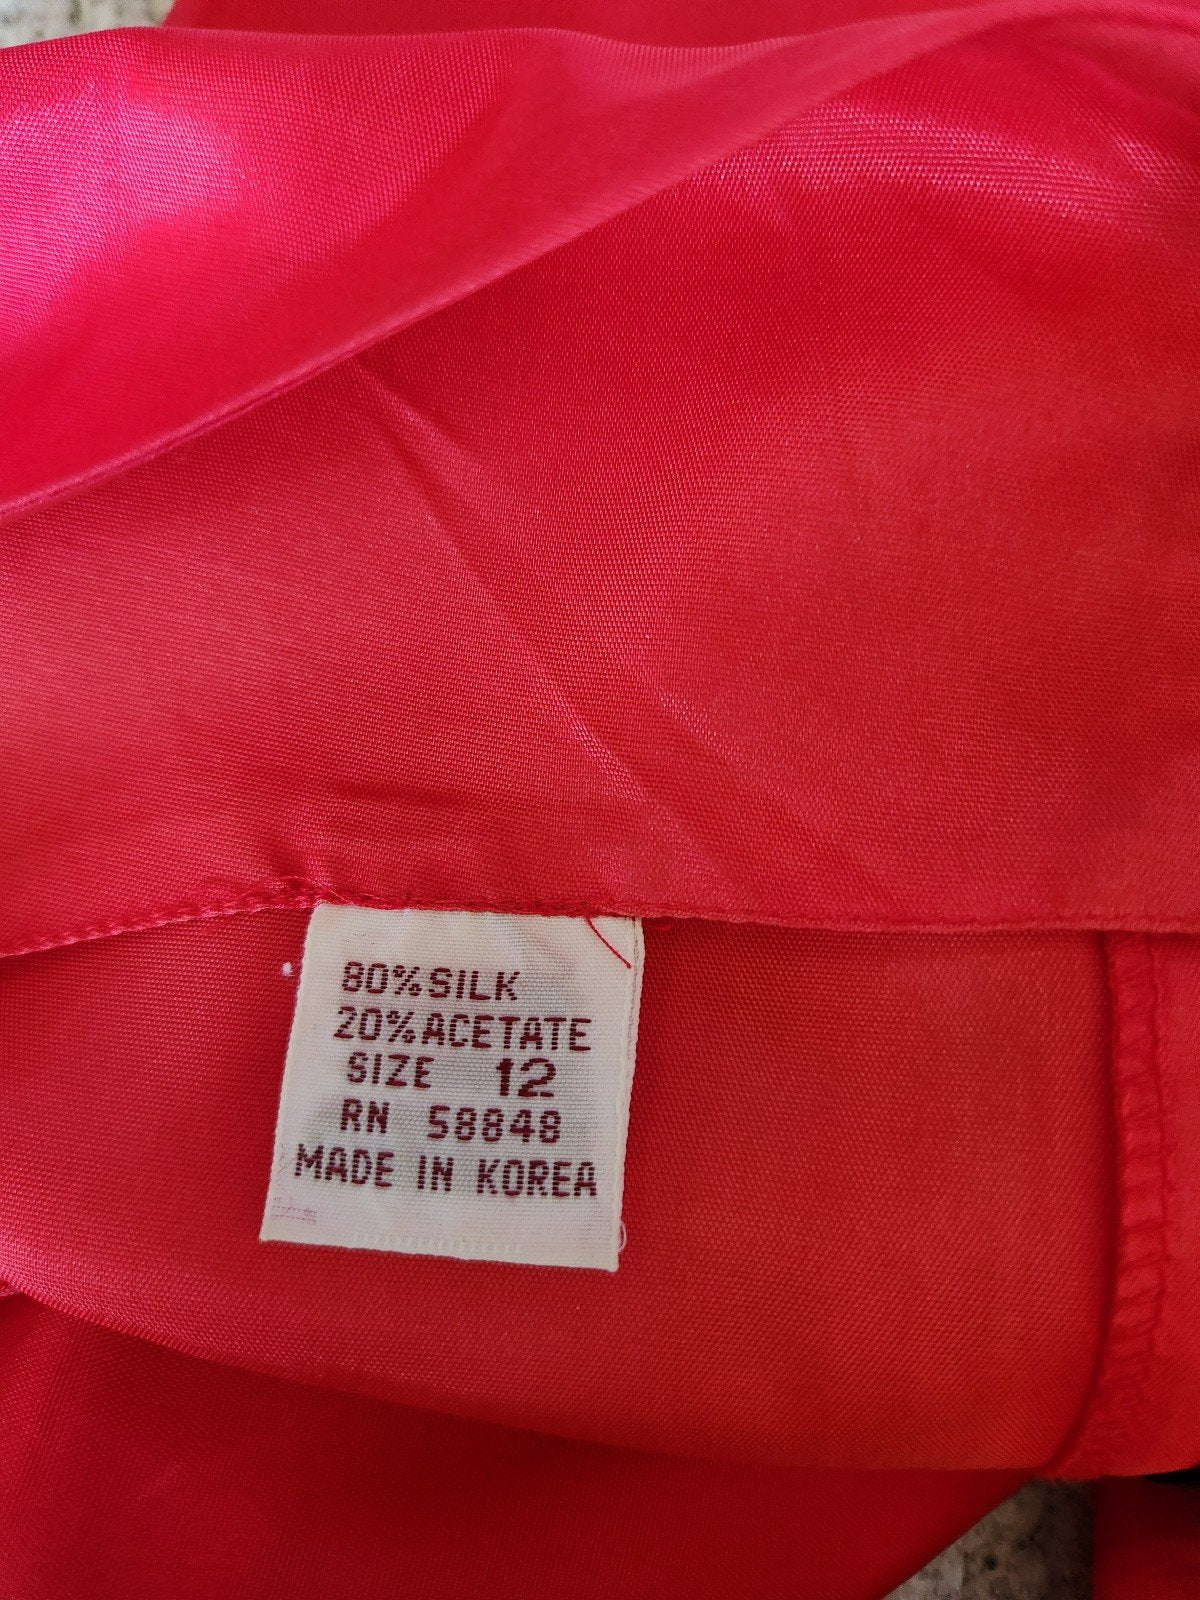 80% SILK
20% ACETATE
SIZE 12
RN 58848
MADE IN KOREA